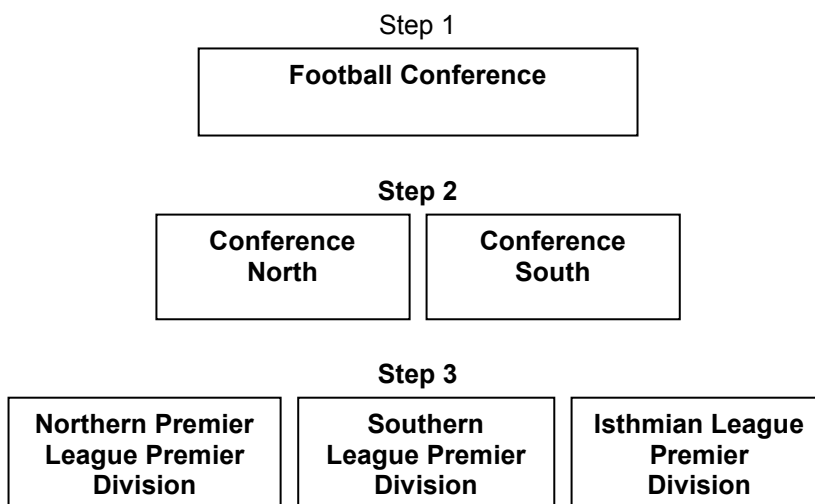 Step 1
Football Conference
Step 2
Conference
North
Conference
South
Step 3
Northern Premier
League Premier
Division
Southern
League Premier
Division
Isthmian League
Premier
Division